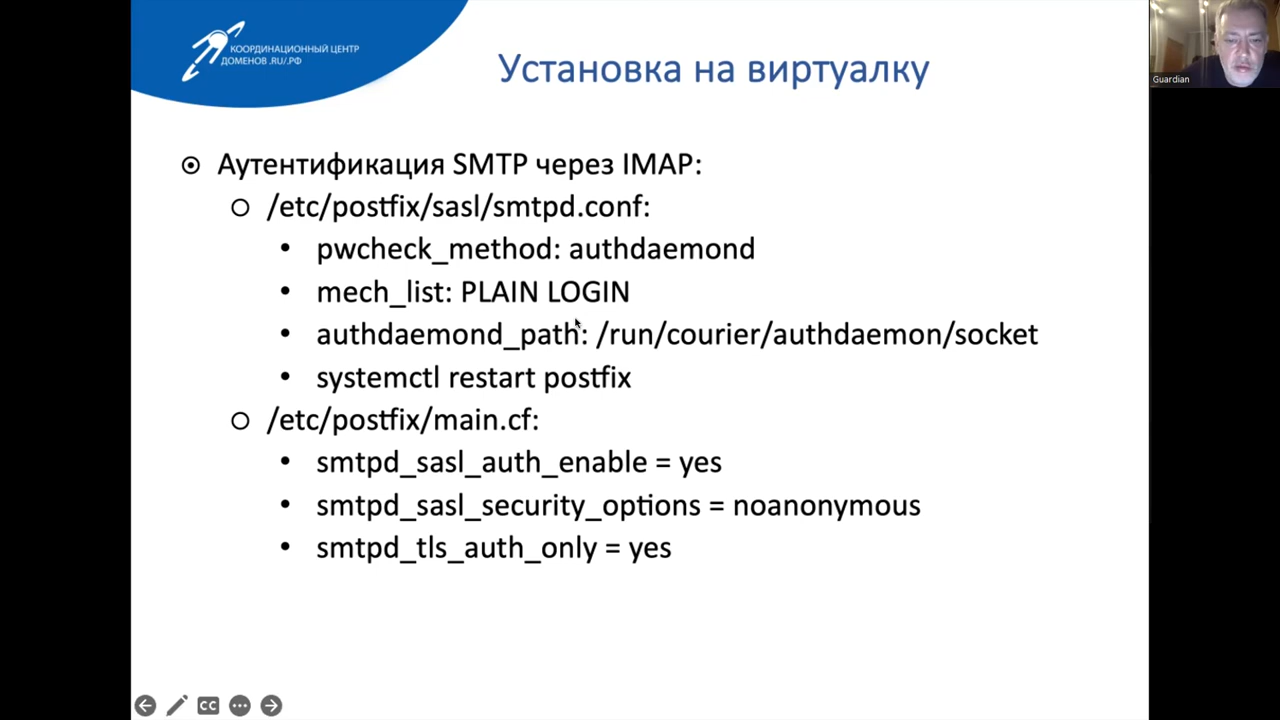 КООРДИНАЦИОННЫЙ ЦЕНТР
ДОМЕНОВ .RU/.РФ
Установка на виртуалку
Guardian
Аутентификация SMTP через IMAP:
/etc/postfix/sasl/smtpd.conf:
pwcheck_method: authdaemond
mech_list: PLAIN LOGIN
authdaemond_path: /run/courier/authdaemon/socket
systemctl restart postfix
/etc/postfix/main.cf:
smtpd_sasl_auth_enable = yes
smtpd_sasl_security_options = noanonymous
smtpd_tls_auth_only = yes
CC